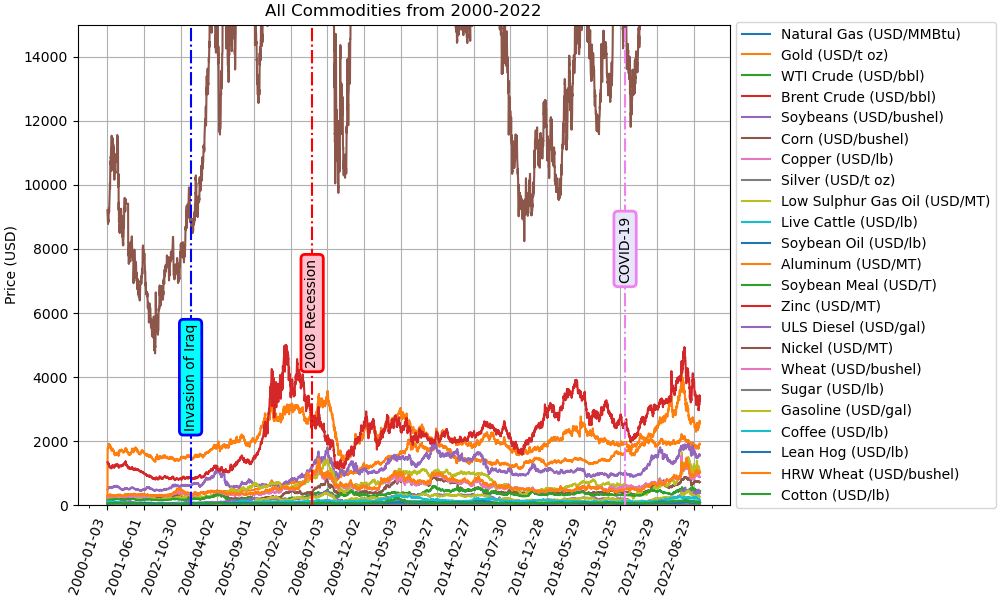 All Commodities from 2000-2022
Price (USD)
14000
12000
10000
8000
6000
4000
2000
0
Invasion of Iraq
2008 Recession
COVID-19
2000-01-03
2001-06-01
2002-10-30
2004-04-02
2005-09-01
2007-02-02
2008-07-03
2009-12-02
2011-05-03
2012-09-27
2014-02-27
2015-07-30
2016-12-28
2018-05-29
2019-10-25
2021-03-29
2022-08-23
Natural Gas (USD/MMBtu)
Gold (USD/t oz)
WTI Crude (USD/bbl)
Brent Crude (USD/bbl)
Soybeans (USD/bushel)
Corn (USD/bushel)
Copper (USD/lb)
Silver (USD/t oz)
Low Sulphur Gas Oil (USD/MT)
Live Cattle (USD/lb)
Soybean Oil (USD/lb)
Aluminum (USD/MT)
Soybean Meal (USD/T)
Zinc (USD/MT)
ULS Diesel (USD/gal)
Nickel (USD/MT)
Wheat (USD/bushel)
Sugar (USD/lb)
Gasoline (USD/gal)
Coffee (USD/lb)
Lean Hog (USD/lb)
HRW Wheat (USD/bushel)
Cotton (USD/lb)